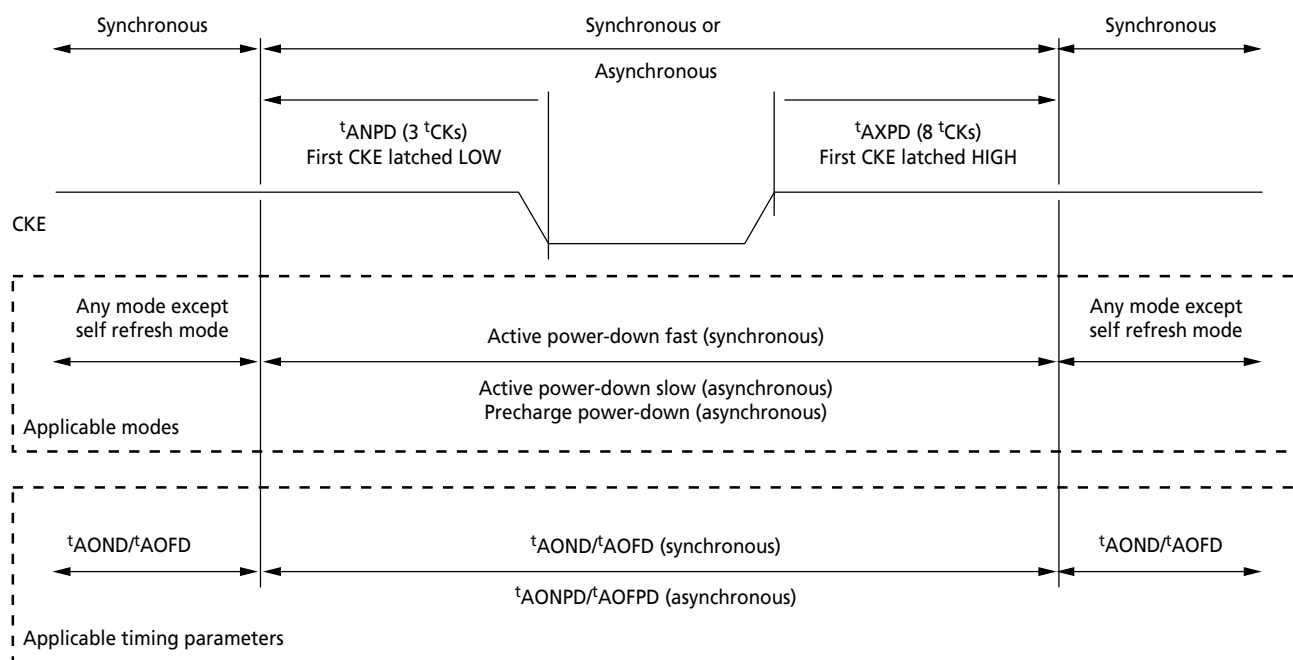 Synchronous
Synchronous or
Synchronous
Asynchronous
tANPD (3 tCKs)
First CKE latched LOW
tAXPD (8 tCKs)
First CKE latched HIGH
CKE
Any mode except
self refresh mode
Active power-down fast (synchronous)
Any mode except
self refresh mode
Active power-down slow (asynchronous)
Precharge power-down (asynchronous)
Applicable modes
tAOND/tAOFD
tAOND/tAOFD (synchronous)
tAOND/tAOFD
tAONPD/tAOFPD (asynchronous)
Applicable timing parameters